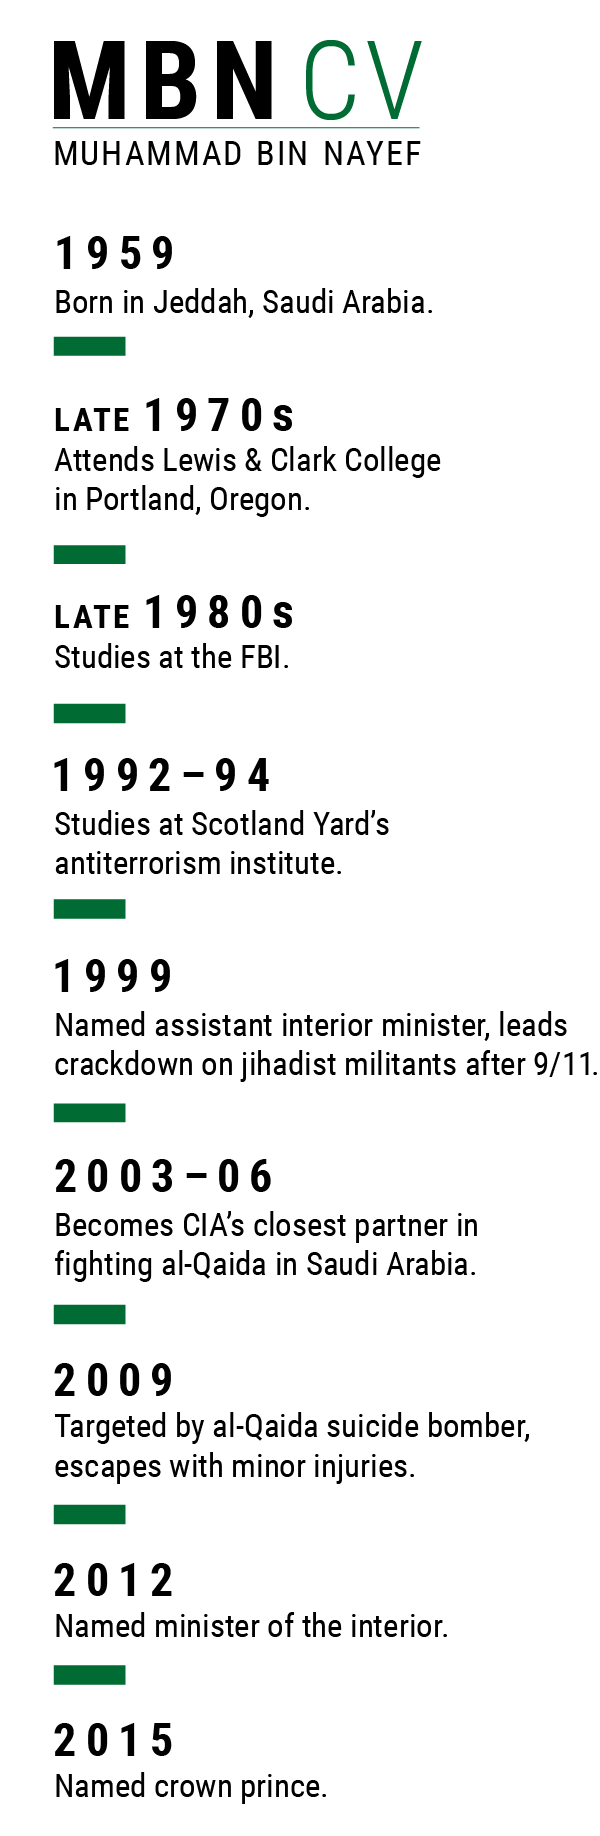 MBN CV
MUHAMMAD BIN NAYEF
1959
Born in Jeddah, Saudi Arabia.
LATE 1970s
Attends Lewis & Clark College
in Portland, Oregon.
LATE 1980s
Studies at the FBI.
1992–94
Studies at Scotland Yard’s
antiterrorism institute.
1999
Named assistant interior minister, leads
crackdown on jihadist militants after 9/11.
2003–06
Becomes CIA’s closest partner in
fighting al-Qaida in Saudi Arabia.
2009
Targeted by al-Qaida suicide bomber,
escapes with minor injuries.
2012
Named minister of the interior.
2015
Named crown prince.